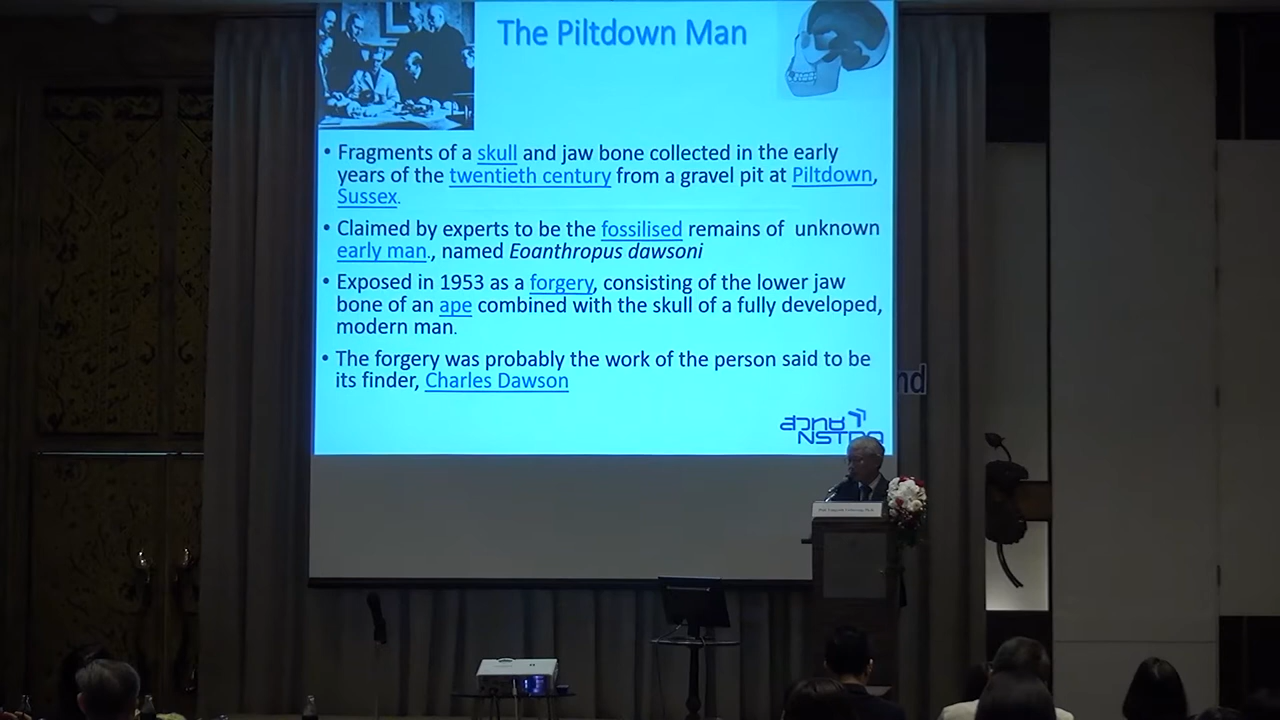 The Piltdown Man
• Fragments of a skull and jaw bone collected in the early
years of the twentieth century from a gravel pit at Piltdown,
Sussex.
• Claimed by experts to be the fossilised remains of unknown
early man., named Eoanthropus dawsoni
• Exposed in 1953 as a forgery, consisting of the lower jaw
bone of an ape combined with the skull of a fully developed,
modern man.
• The forgery was probably the work of the person said to be
its finder, Charles Dawson
nd
สวทช
NSTDA